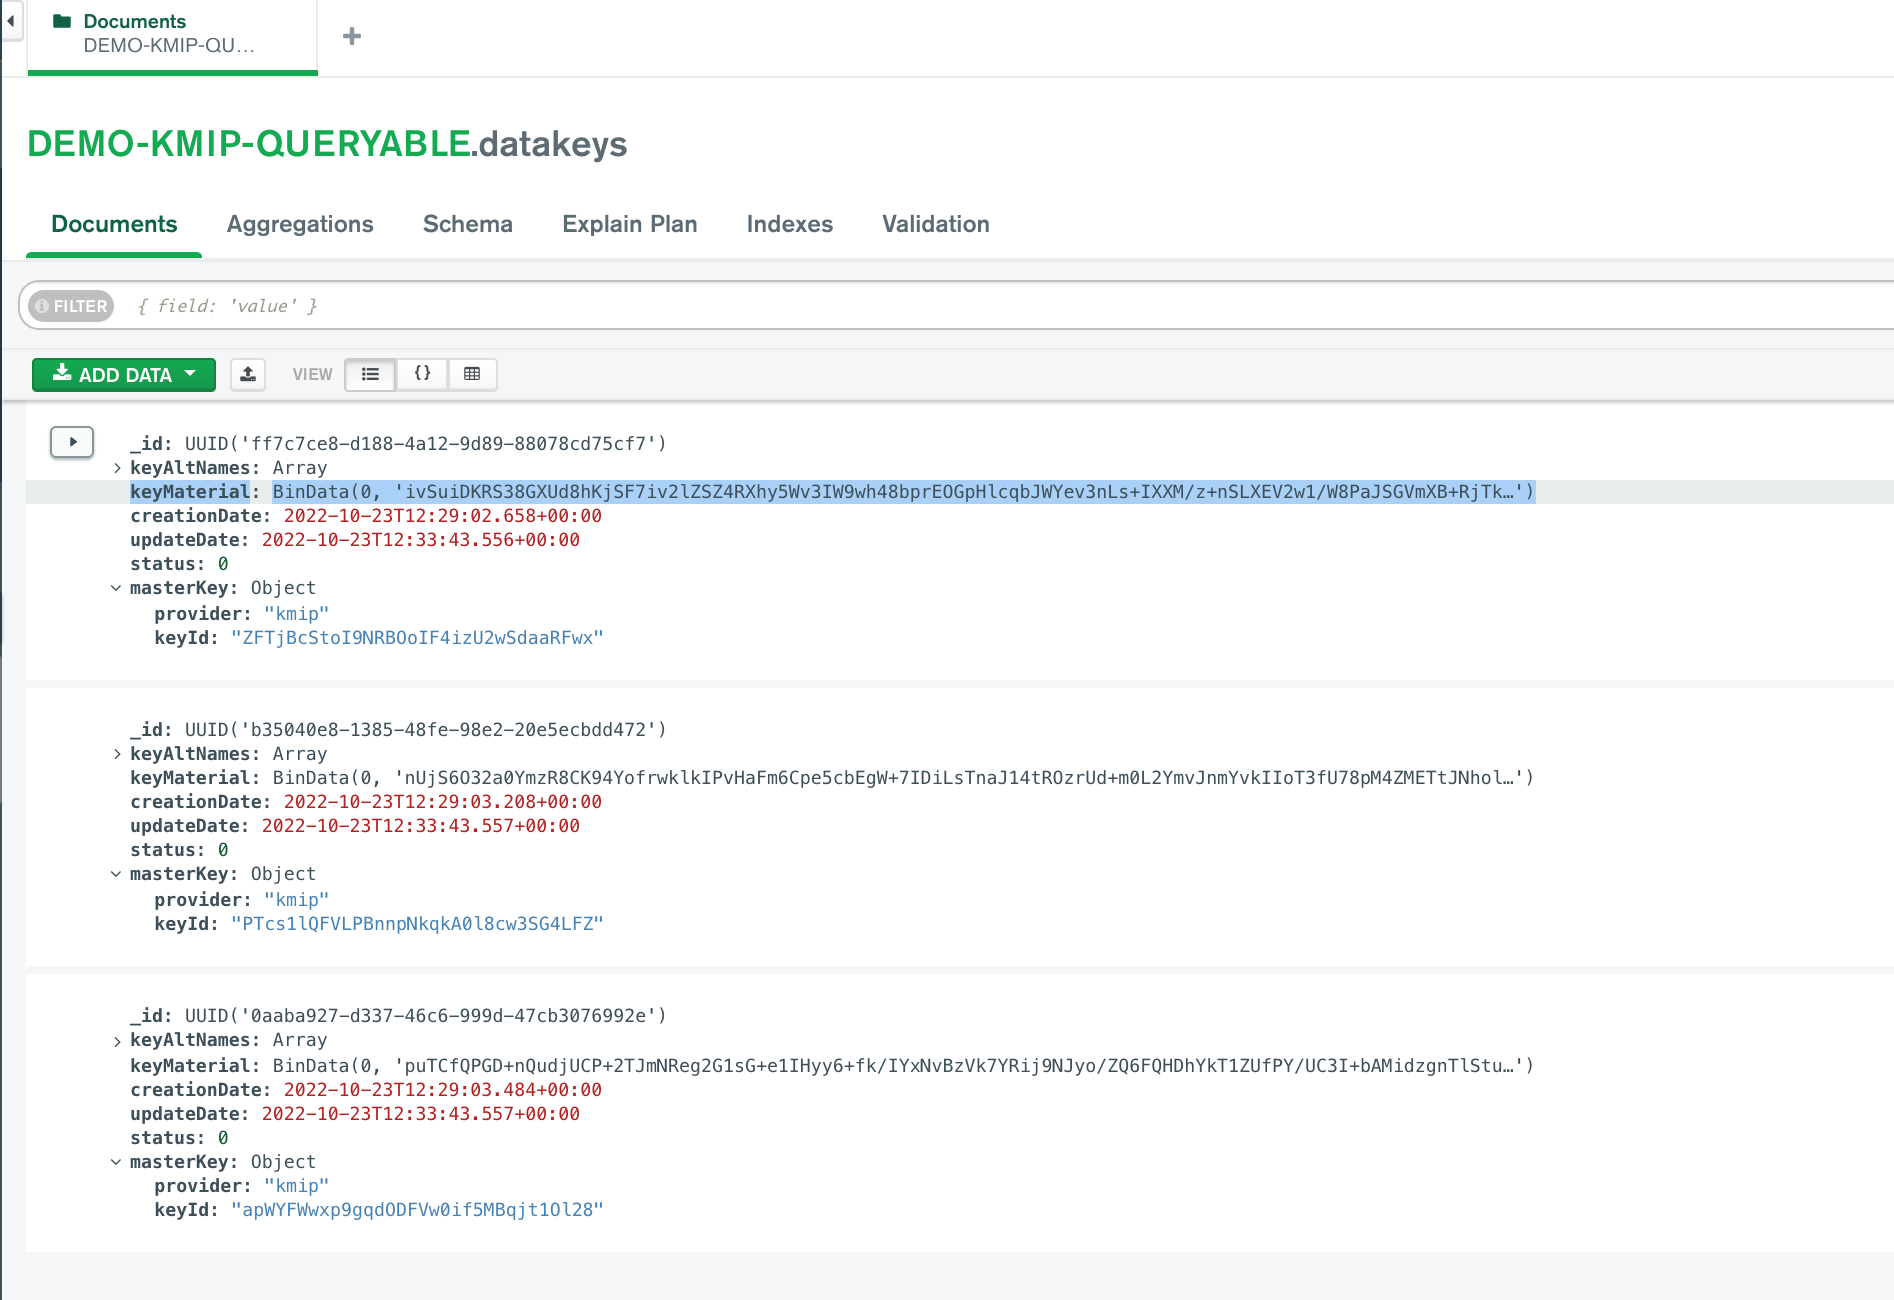 Documents
DEMO-KMIP-QU...
DEMO-KMIP-QUERYABLE.datakeys
Documents Aggregations Schema Explain Plan Indexes Validation
FILTER { field: 'value' }
ADD DATA VIEW {}
_id: UUID('ff7c7ce8-d188-4a12-9d89-88078cd75cf7')
keyAltNames: Array
keyMaterial: BinData(0, 'ivSuiDKRS38GXUd8hKjSF7iv2lZSZ4RXhy5Wv3IW9wh48bprEOGpHlcqbJWYev3nLs+IXXM/z+nSLXEV2w1/W8PaJSGVmXB+RjTk…')
creationDate: 2022-10-23T12:29:02.658+00:00
updateDate: 2022-10-23T12:33:43.556+00:00
status: 0
masterKey: Object
provider: "kmip"
keyId: "ZFTjBcStoI9NRBOoIF4izU2wSdaaRFwx"
_id: UUID('b35040e8-1385-48fe-98e2-20e5ecbdd472')
keyAltNames: Array
keyMaterial: BinData(0, 'nUjS6O32a0YmzR8CK94YofrwklkIPvHaFm6Cpe5cbEgW+7IDiLsTnaJ14tROzrUd+m0L2YmvJnmYvkIIoT3fU78pM4ZMETtJNhol…')
creationDate: 2022-10-23T12:29:03.208+00:00
updateDate: 2022-10-23T12:33:43.557+00:00
status: 0
masterKey: Object
provider: "kmip"
keyId: "PTcs1lQFVLPBnnpNkqkA0l8cw3SG4LFZ"
_id: UUID('0aaba927-d337-46c6-999d-47cb3076992e')
keyAltNames: Array
keyMaterial: BinData(0, 'puTCfQPGD+nQudjUCP+2TJmNReg2G1sG+e1IHyy6+fk/IYxNvBzVk7YRij9NJyo/ZQ6FQHDhYkT1ZUfPY/UC3I+bAMidzgnTlStu…')
creationDate: 2022-10-23T12:29:03.484+00:00
updateDate: 2022-10-23T12:33:43.557+00:00
status: 0
masterKey: Object
provider: "kmip"
keyId: "apWYFWwxp9gqdODFVw0if5MBqjt1Ol28"